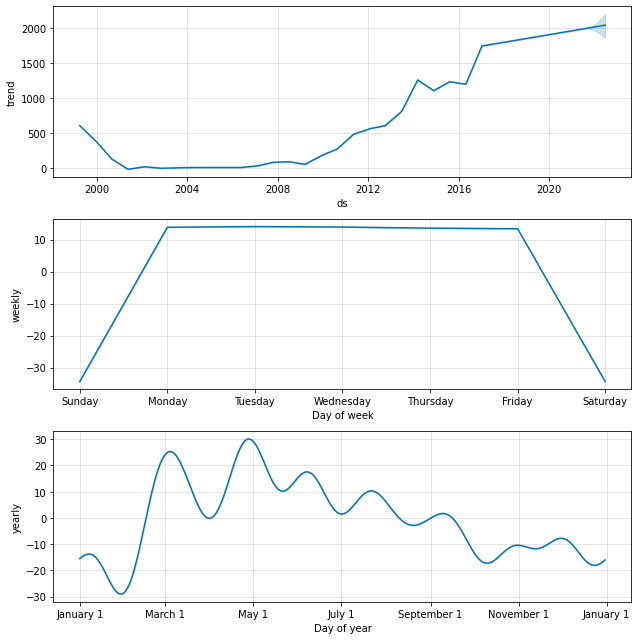 2000
1500
1000
500
0
trend
2000 2004 2008 2012 2016 2020
ds
10
0
−10
−20
−30
weekly
Sunday Monday Tuesday Wednesday Thursday Friday Saturday
Day of week
30
20
10
0
−10
−20
−30
yearly
January 1 March 1 May 1 July 1 September 1 November 1 January 1
Day of year